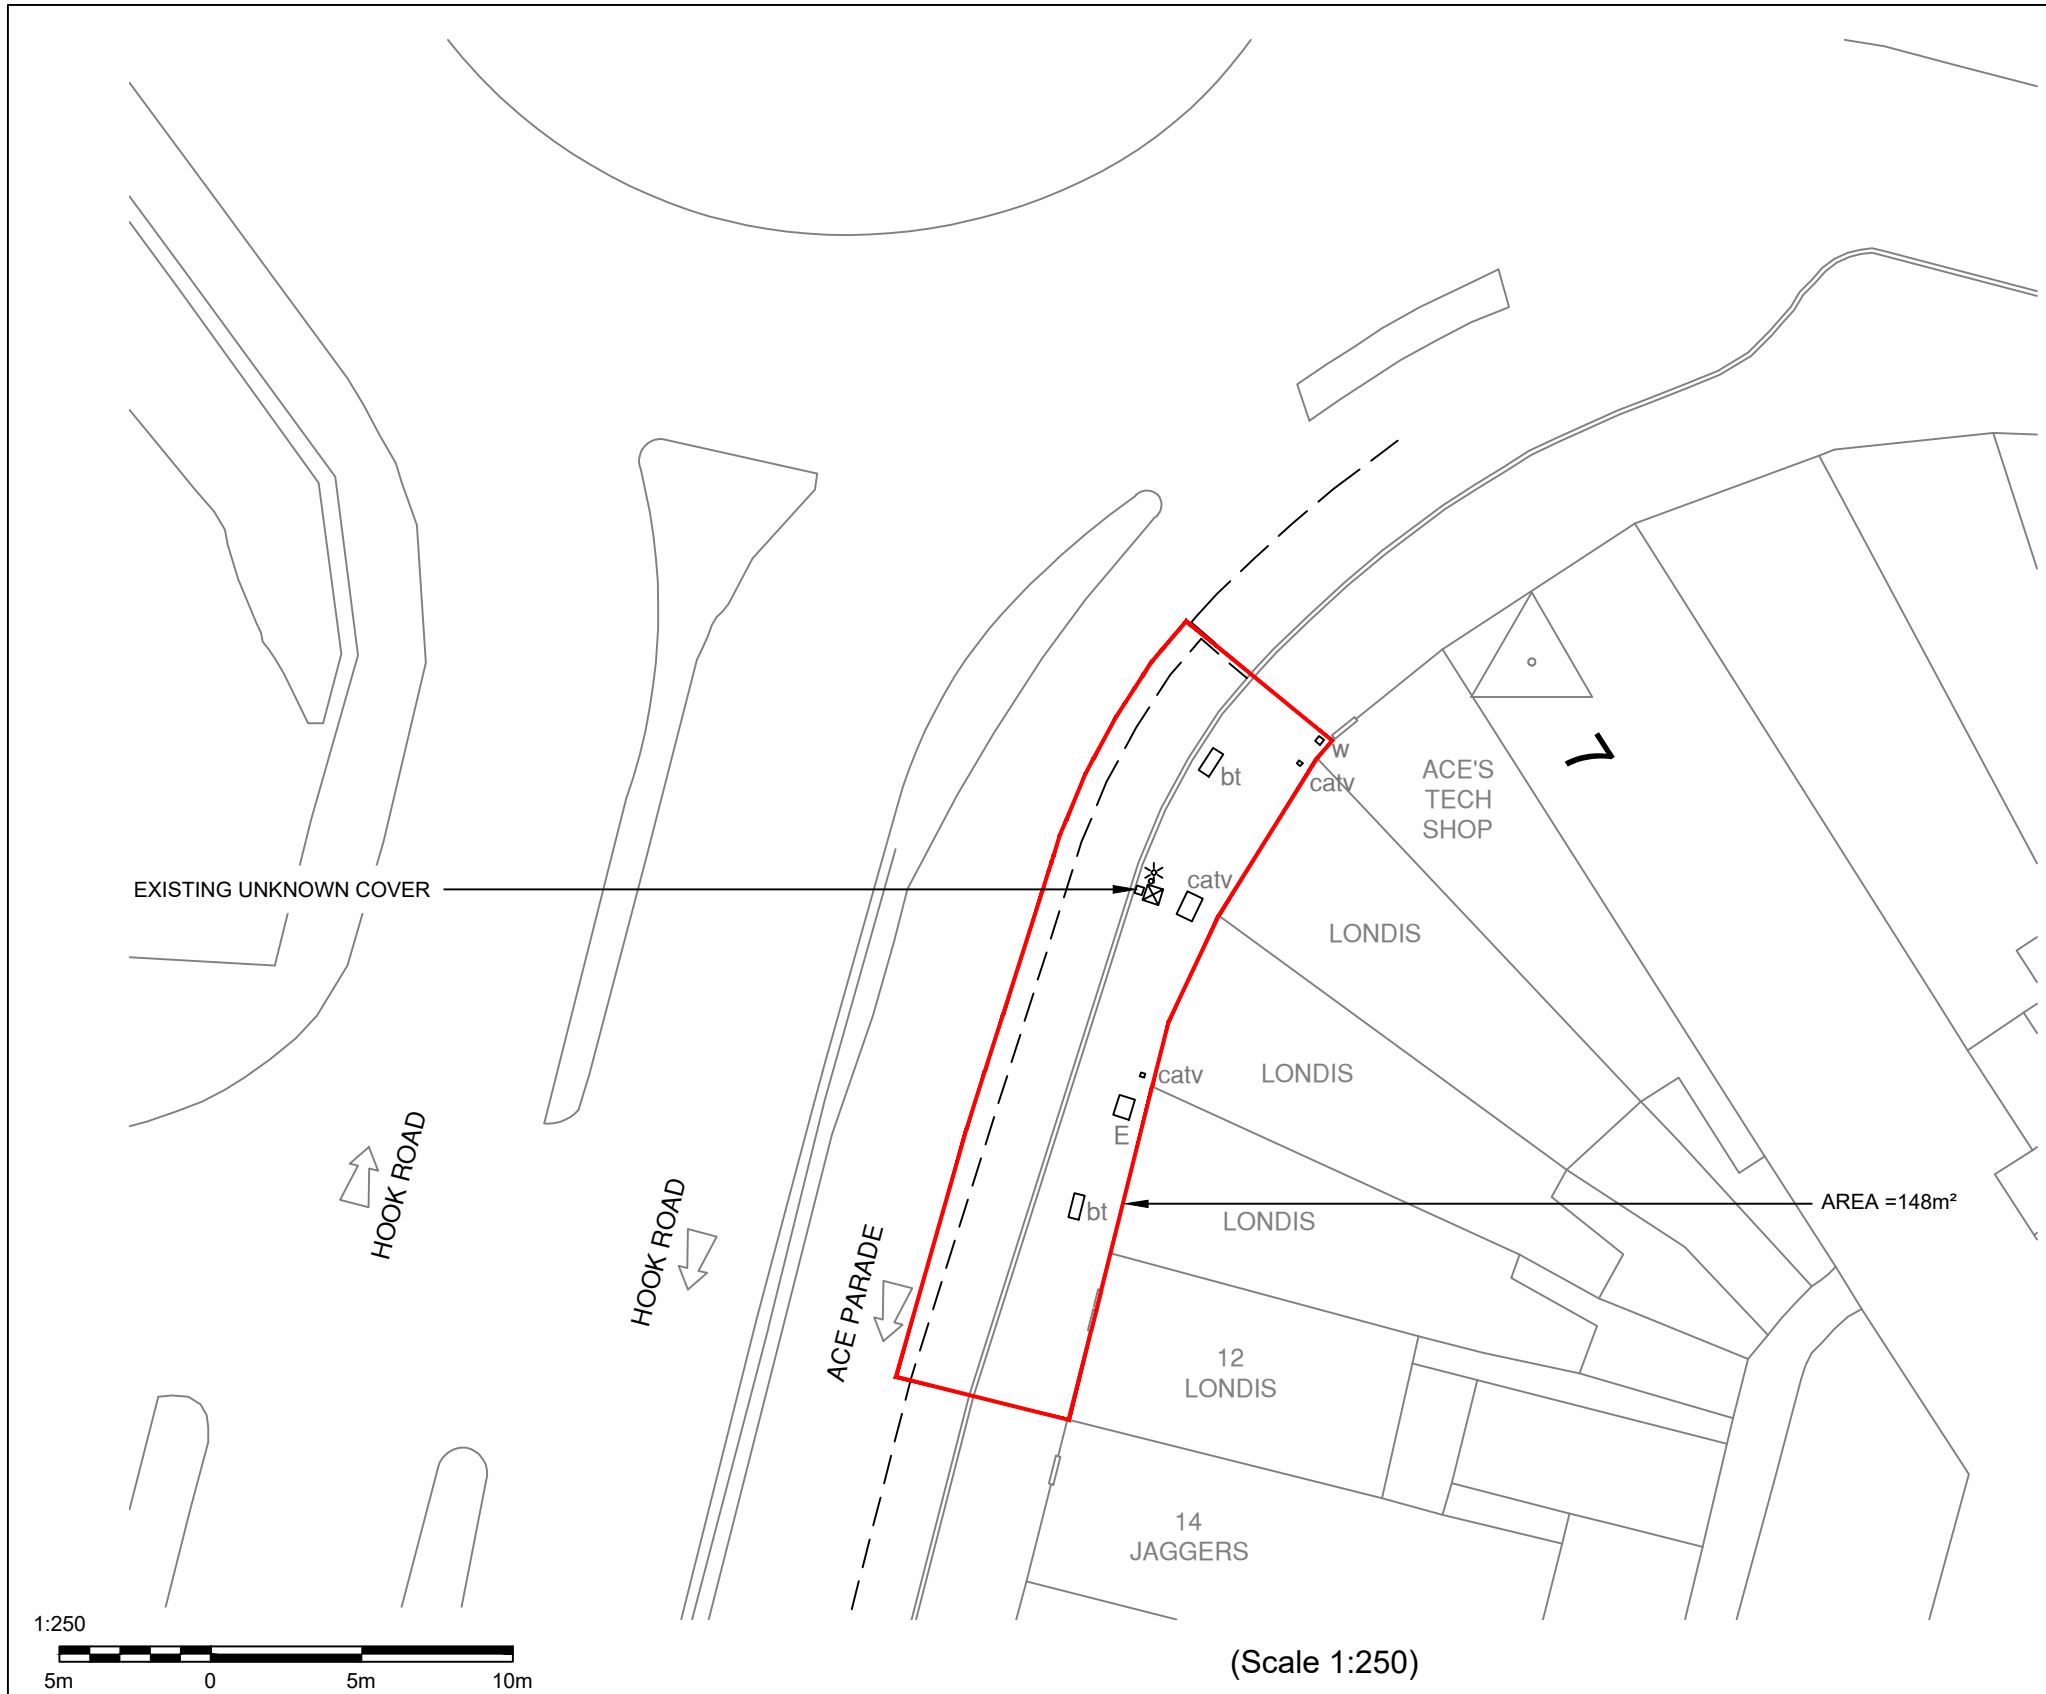 7
w
bt
catv
ACE'S
TECH
SHOP
catv
EXISTING UNKNOWN COVER
LONDIS
LONDIS
catv
E
HOOK ROAD
HOOK ROAD
ACE PARADE
bt
LONDIS
AREA =148m²
12
LONDIS
14
JAGGERS
1:250
5m 0 5m 10m
(Scale 1:250)